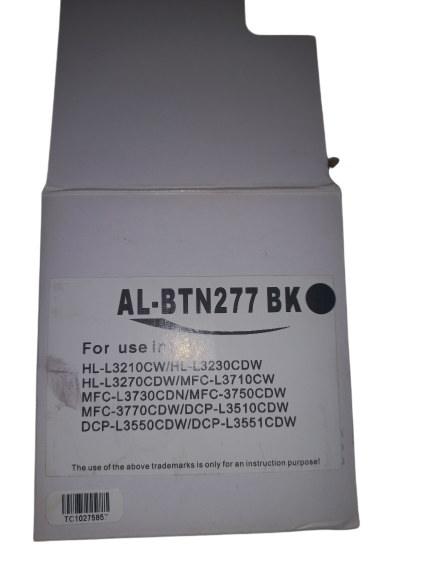 AL-BTN277 BK
For use in:
HL-L3210CW/HL-L3230CDW
HL-L3270CDW/MFC-L3710CW
MFC-L3730CDN/MFC-3750CDW
MFC-3770CDW/DCP-L3510CDW
DCP-L3550CDW/DCP-L3551CDW
The use of the above trademarks is only for an instruction purpose!
TC10275857